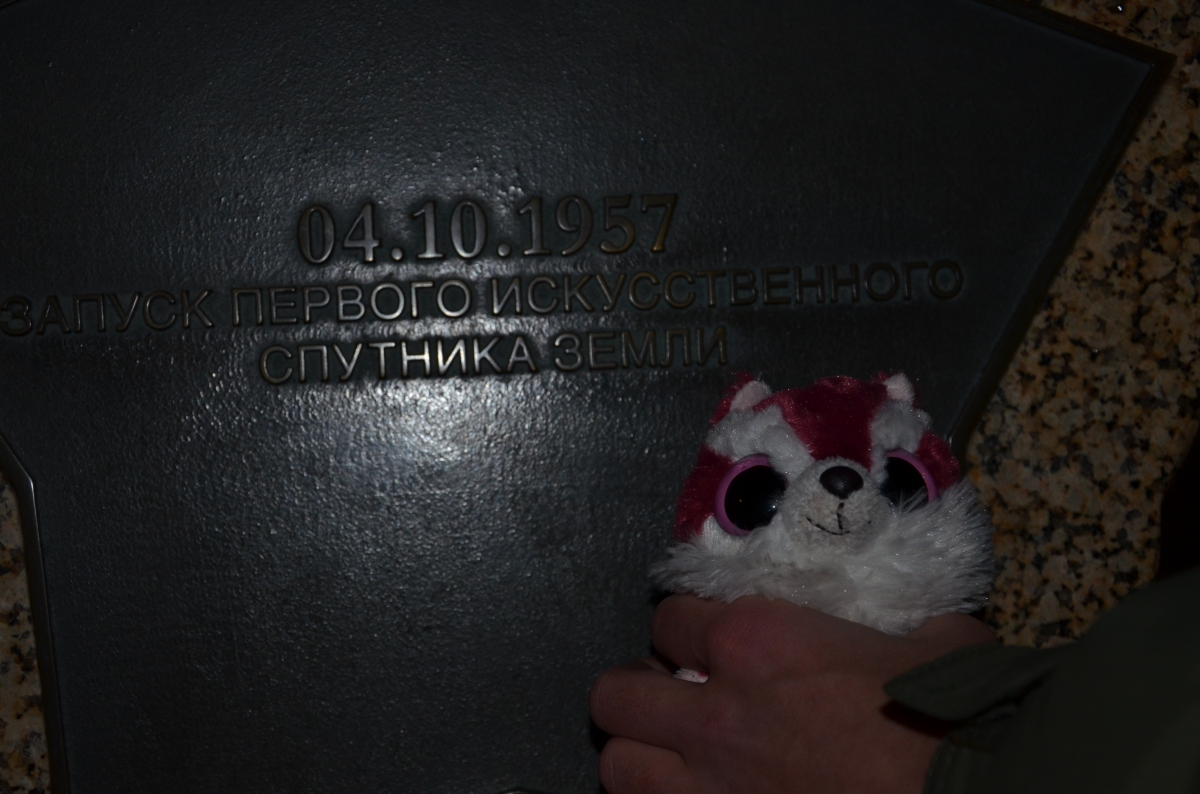 04.10.1957
ЗАПУСК ПЕРВОГО ИСКУССТВЕННОГО
СПУТНИКА ЗЕМЛИ